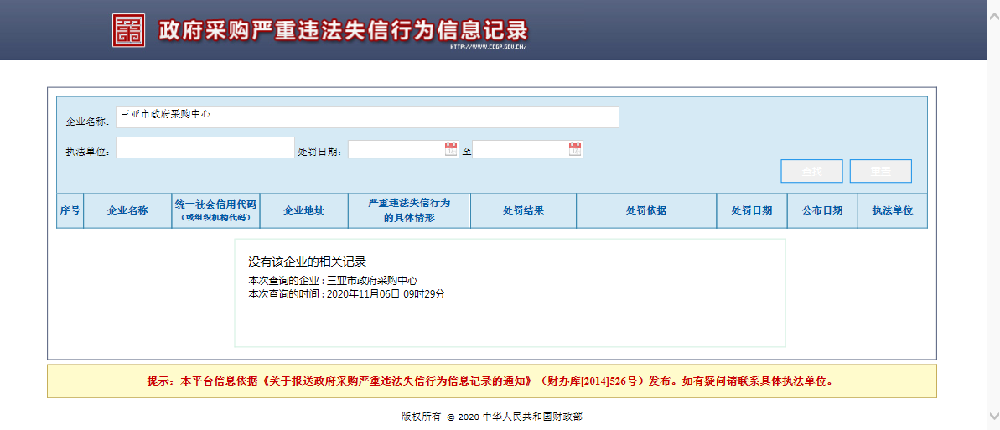 政府采购严重违法失信行为信息记录
HTTP://WWW.CCGP.GOV.CN/
企业名称： 三亚市政府采购中心
执法单位： 处罚日期： 至
查找 重置
序号 企业名称 统一社会信用代码 企业地址 严重违法失信行为 处罚结果 处罚依据 处罚日期 公布日期 执法单位
（或组织机构代码） 的具体情形
没有该企业的相关记录
本次查询的企业 : 三亚市政府采购中心
本次查询的时间 : 2020年11月06日 09时29分
提示：本平台信息依据《关于报送政府采购严重违法失信行为信息记录的通知》（财办库[2014]526号）发布。如有疑问请联系具体执法单位。
版权所有 © 2020 中华人民共和国财政部